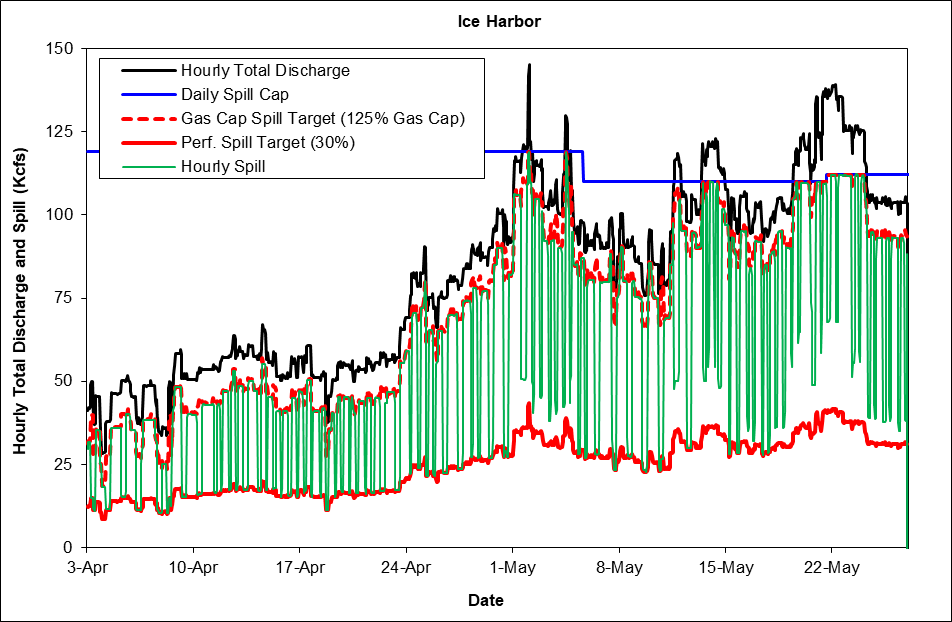 Ice Harbor
Hourly Total Discharge and Spill (Kcfs)
150
125
100
75
50
25
0
Hourly Total Discharge
Daily Spill Cap
Gas Cap Spill Target (125% Gas Cap)
Perf. Spill Target (30%)
Hourly Spill
3-Apr 10-Apr 17-Apr 24-Apr 1-May 8-May 15-May 22-May
Date